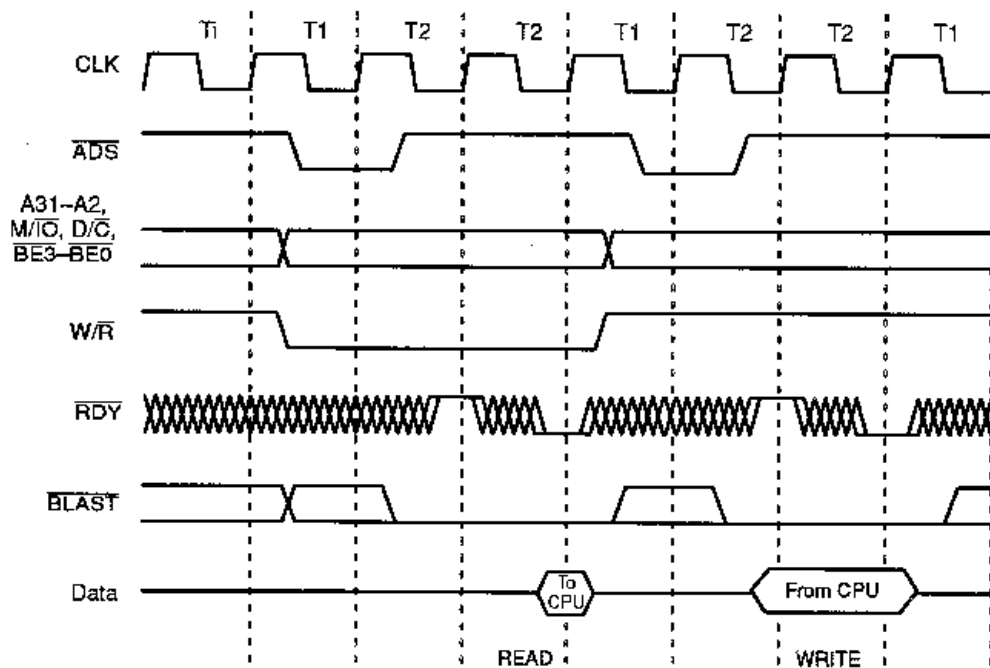 Ti T1 T2 T2 T1 T2 T2 T1
CLK
ADS
A31–A2,
M/IO, D/C,
BE3–BE0
W/R
RDY
BLAST
Data
To
CPU
From CPU
READ WRITE